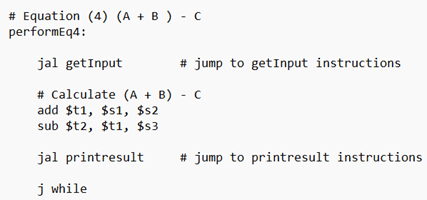 # Equation (4) (A + B ) - C
performEq4:
jal getInput # jump to getInput instructions
# Calculate (A + B) - C
add $t1, $s1, $s2
sub $t2, $t1, $s3
jal printresult # jump to printresult instructions
j while